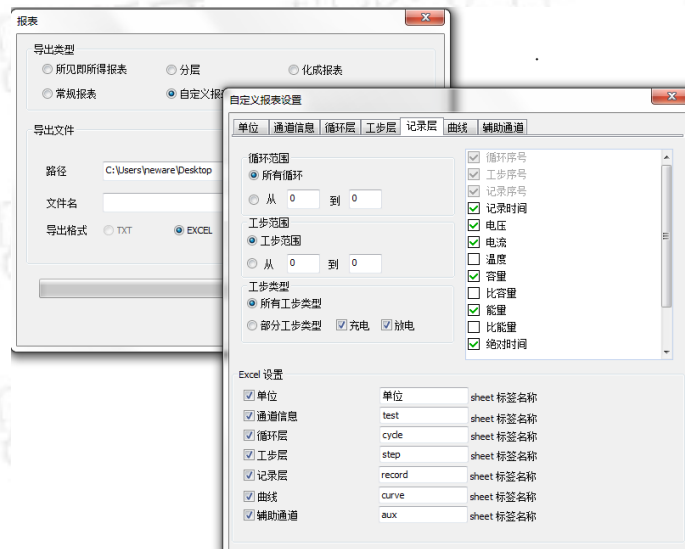 报表
导出类型
所见即所得报表
分层
化成报表
常规报表
导出文件
路径 C:\Users\neware\Desktop
文件名
导出格式 TXT EXCEL
自定义报表设置
单位 通道信息 循环层 工步层 记录层 曲线 辅助通道
循环范围
所有循环
从 0 到 0
工步范围
工步范围
从 0 到 0
工步类型
所有工步类型
部分工步类型 充电 放电
循环序号
工步序号
记录序号
记录时间
电压
电流
温度
容量
比容量
能量
比能量
绝对时间
Excel 设置
单位 单位 sheet 标签名称
通道信息 test sheet 标签名称
循环层 cycle sheet 标签名称
工步层 step sheet 标签名称
记录层 record sheet 标签名称
曲线 curve sheet 标签名称
辅助通道 aux sheet 标签名称